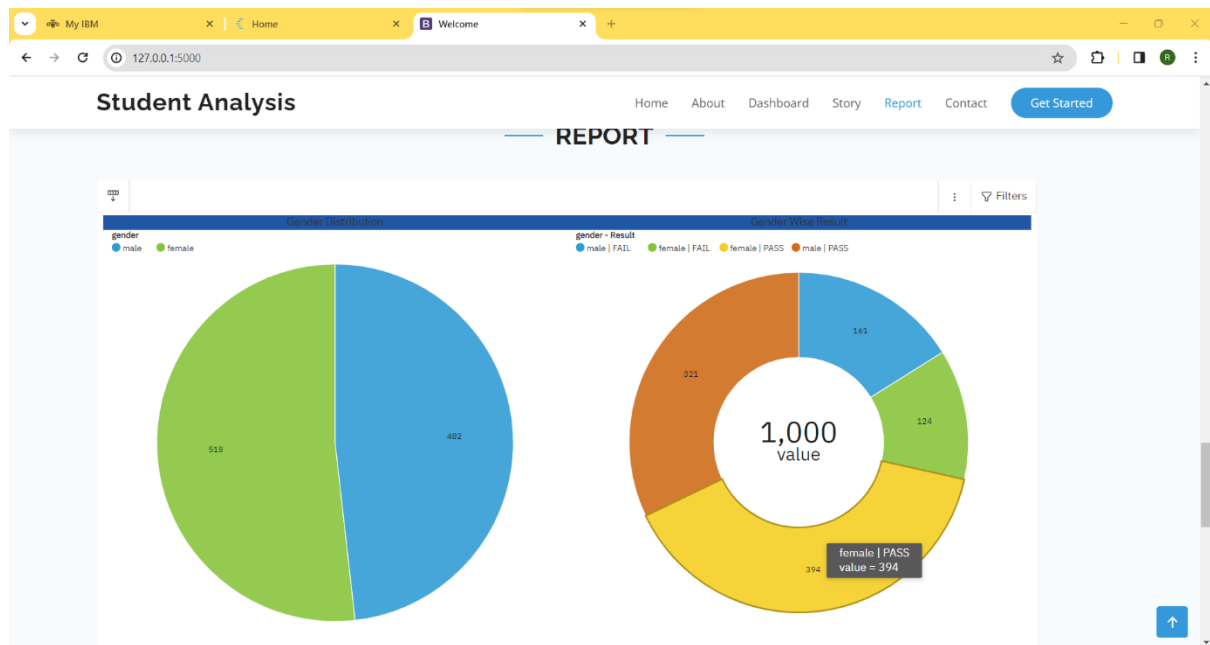 My IBM
Home
Welcome
127.0.0.1:5000
R
Student Analysis
Home About Dashboard Story Report Contact Get Started
REPORT
Filters
Gender Distribution
gender
male female
518
482
Gender Wise Result
gender - Result
male | FAIL female | FAIL female | PASS male | PASS
161
321
124
1,000
value
female | PASS
value = 394
394